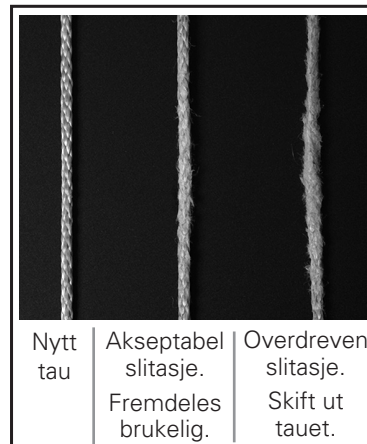 Nytt
tau
Akseptabel
slitasje.
Fremdeles
brukelig.
Overdreven
slitasje.
Skift ut
tauet.